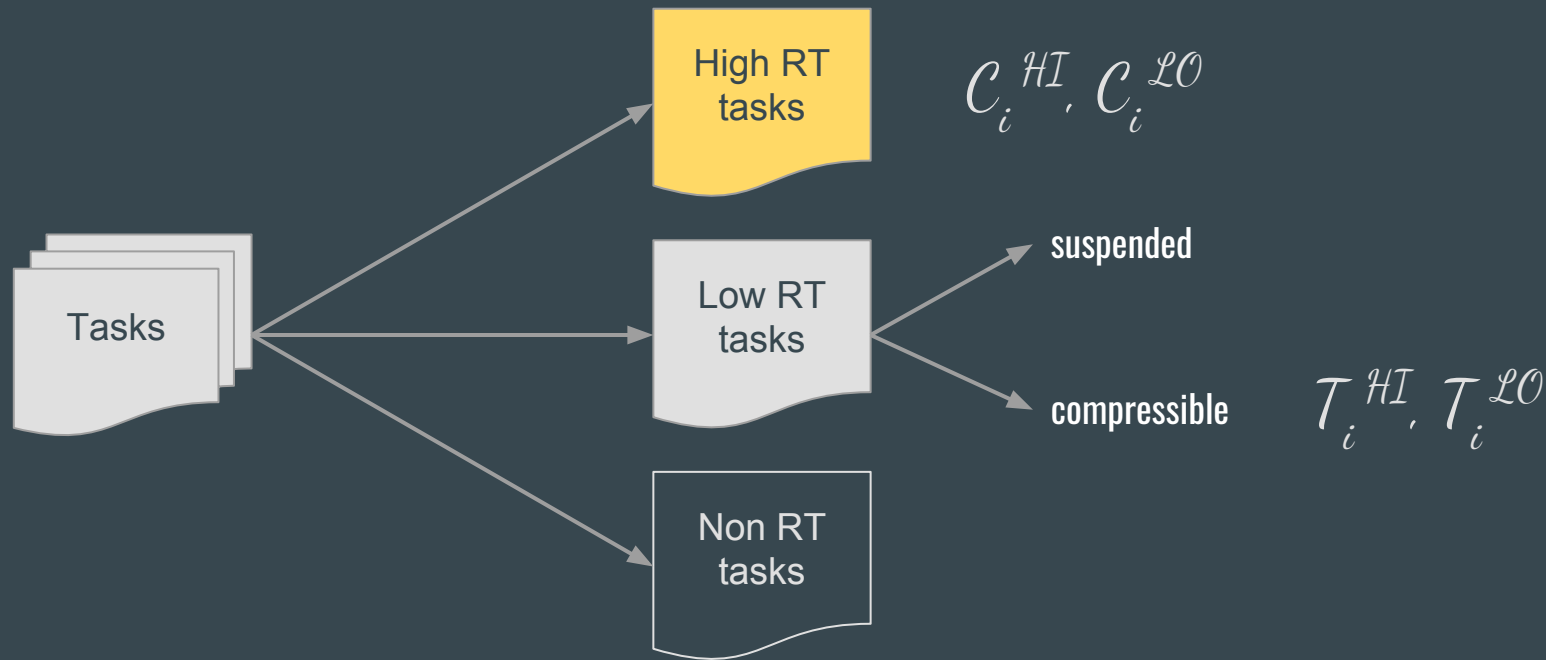 High RT
tasks
C_i^HI, C_i^LO
Tasks
Low RT
tasks
suspended
compressible
T_i^HI, T_i^LO
Non RT
tasks